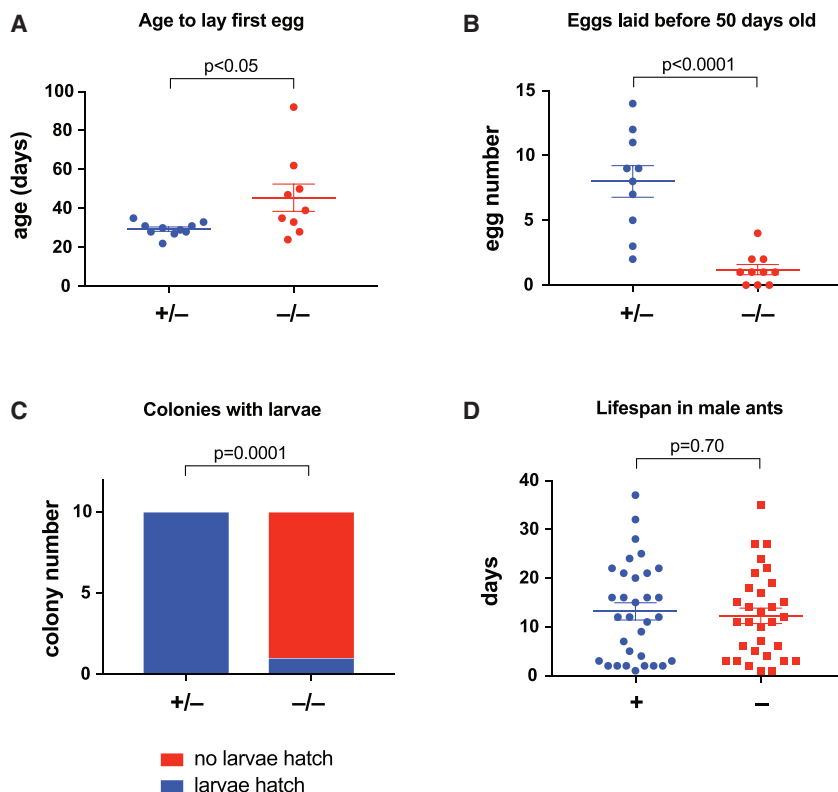 A
Age to lay first egg
p<0.05
100
80
60
40
20
0
age (days)
+/–
–/–
B
Eggs laid before 50 days old
p<0.0001
15
10
5
0
egg number
+/–
–/–
C
Colonies with larvae
p=0.0001
10
5
0
colony number
+/–
–/–
no larvae hatch
larvae hatch
D
Lifespan in male ants
p=0.70
40
30
20
10
0
days
+
–